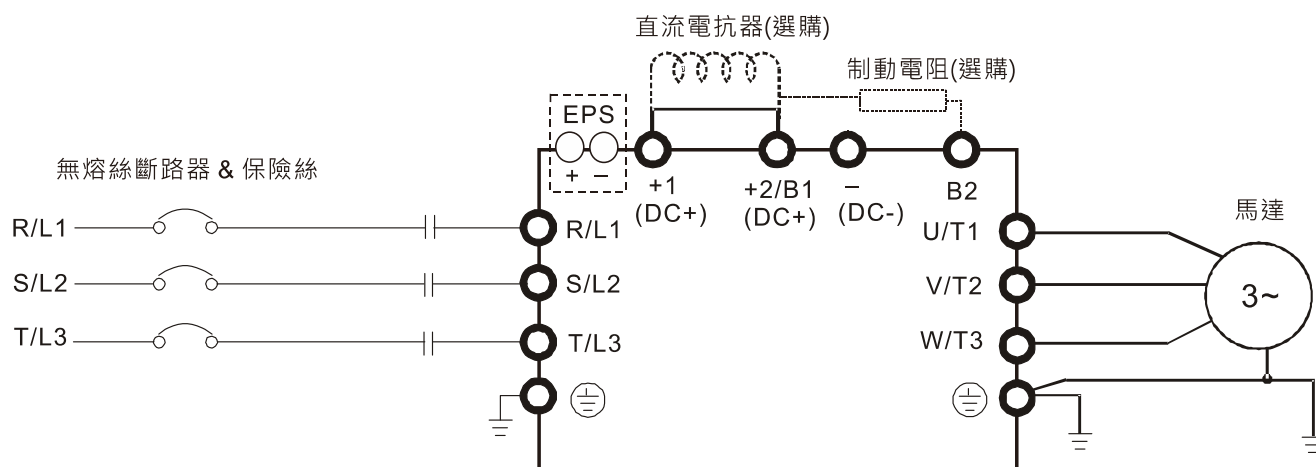 直流電抗器(選購)
制動電阻(選購)
EPS
+ −
無熔絲斷路器 & 保險絲
+1
(DC+)
+2/B1
(DC+)
−
(DC-)
B2
馬達
R/L1
R/L1
U/T1
S/L2
S/L2
V/T2
3~
T/L3
T/L3
W/T3